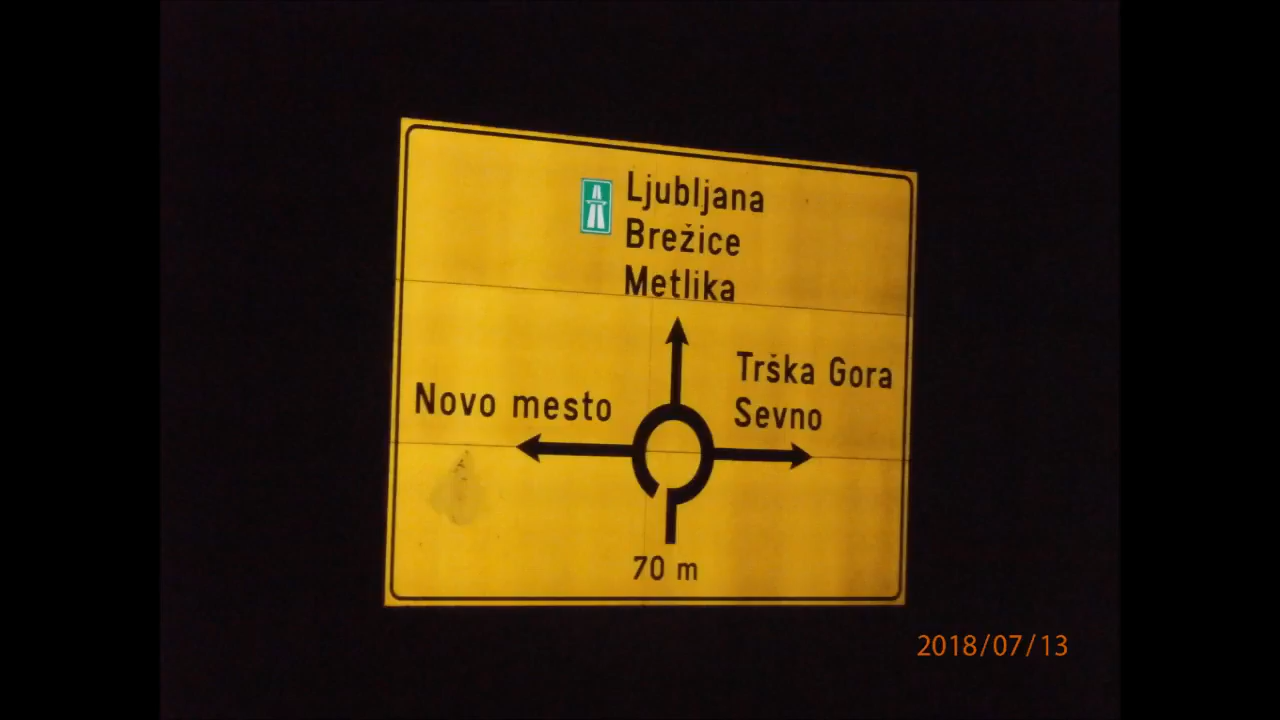 Ljubljana
Brežice
Metlika
Trška Gora
Novo mesto
Sevno
70 m
2018/07/13